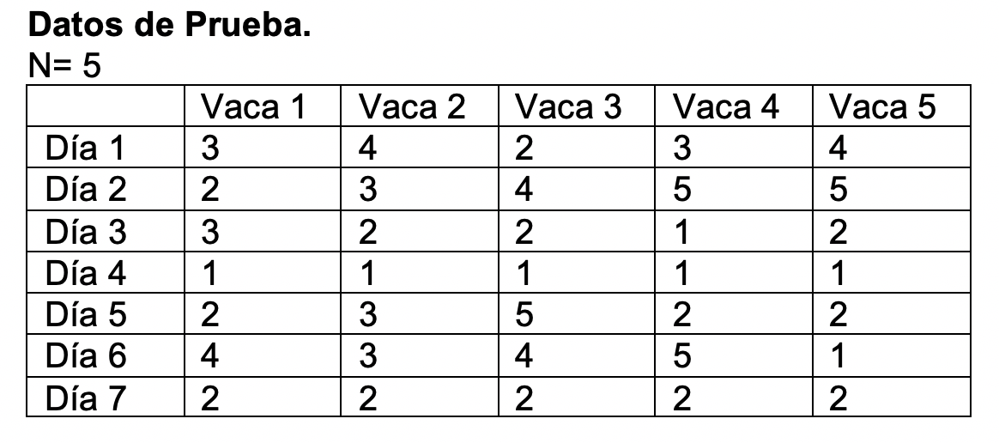 Datos de Prueba.
N= 5
Vaca 1 Vaca 2 Vaca 3 Vaca 4 Vaca 5
Día 1 3 4 2 3 4
Día 2 2 3 4 5 5
Día 3 3 2 2 1 2
Día 4 1 1 1 1 1
Día 5 2 3 5 2 2
Día 6 4 3 4 5 1
Día 7 2 2 2 2 2